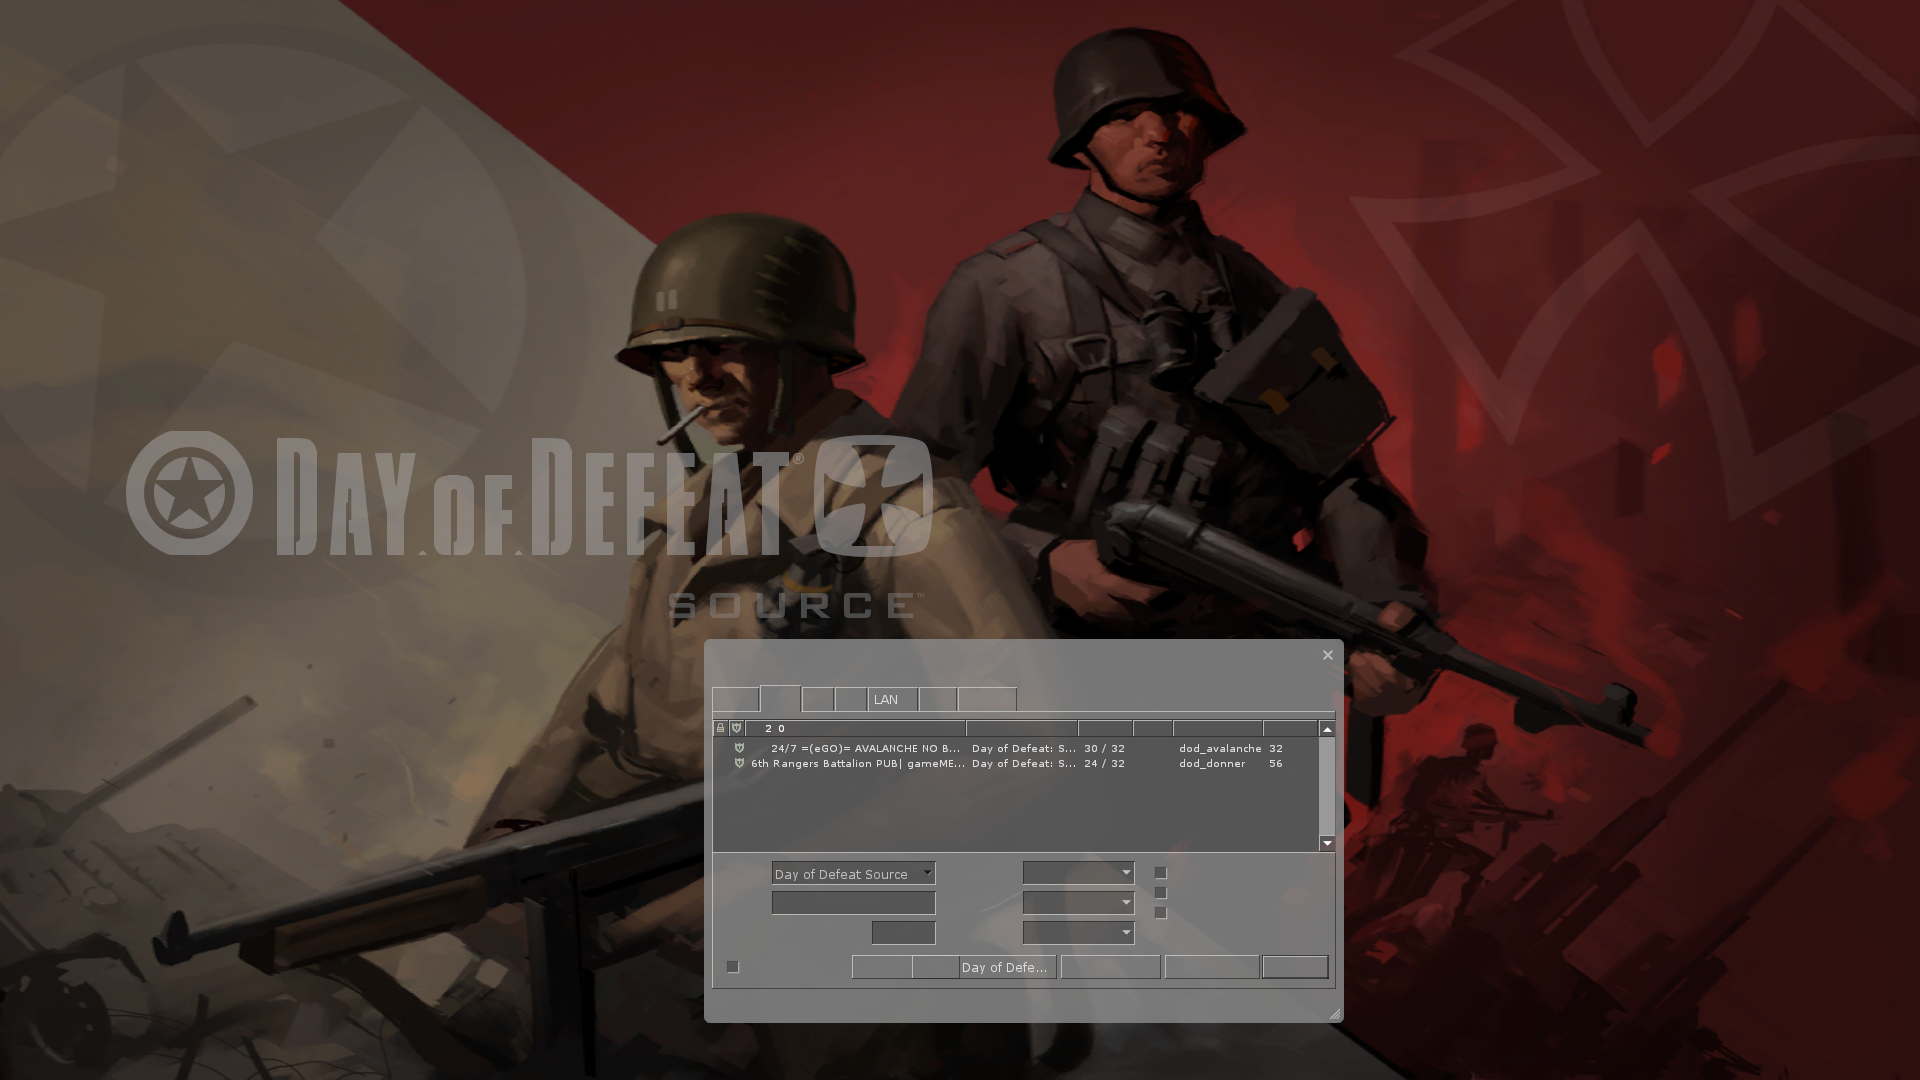 DAY OF DEFEAT®
SOURCE™
LAN
2 0
24/7 =(eGO)= AVALANCHE NO B... Day of Defeat: S... 30 / 32 dod_avalanche 32
6th Rangers Battalion PUB| gameME... Day of Defeat: S... 24 / 32 dod_donner 56
Day of Defeat Source
Day of Defe...